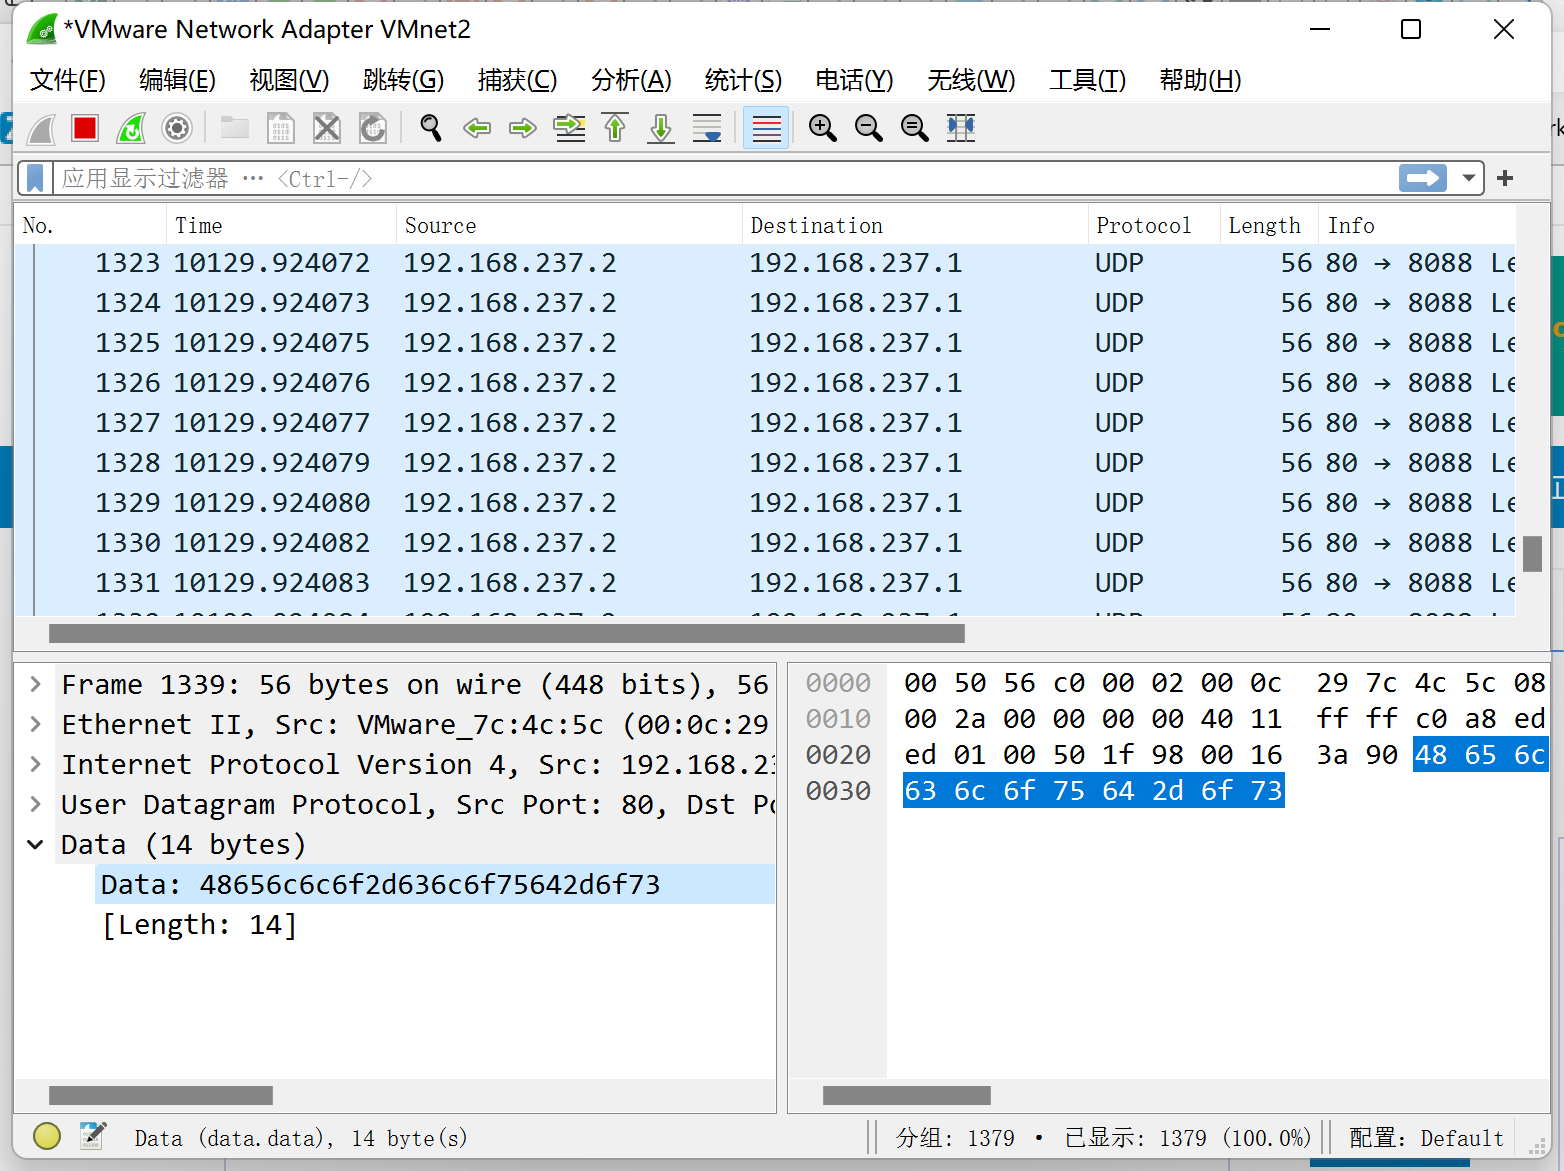 *VMware Network Adapter VMnet2
文件(F) 编辑(E) 视图(V) 跳转(G) 捕获(C) 分析(A) 统计(S) 电话(Y) 无线(W) 工具(T) 帮助(H)
应用显示过滤器 … <Ctrl-/>
No. Time Source Destination Protocol Length Info
1323 10129.924072 192.168.237.2 192.168.237.1 UDP 56 80 → 8088 Le
1324 10129.924073 192.168.237.2 192.168.237.1 UDP 56 80 → 8088 Le
1325 10129.924075 192.168.237.2 192.168.237.1 UDP 56 80 → 8088 Le
1326 10129.924076 192.168.237.2 192.168.237.1 UDP 56 80 → 8088 Le
1327 10129.924077 192.168.237.2 192.168.237.1 UDP 56 80 → 8088 Le
1328 10129.924079 192.168.237.2 192.168.237.1 UDP 56 80 → 8088 Le
1329 10129.924080 192.168.237.2 192.168.237.1 UDP 56 80 → 8088 Le
1330 10129.924082 192.168.237.2 192.168.237.1 UDP 56 80 → 8088 Le
1331 10129.924083 192.168.237.2 192.168.237.1 UDP 56 80 → 8088 Le
Frame 1339: 56 bytes on wire (448 bits), 56
Ethernet II, Src: VMware_7c:4c:5c (00:0c:29
Internet Protocol Version 4, Src: 192.168.23
User Datagram Protocol, Src Port: 80, Dst Po
Data (14 bytes)
Data: 48656c6c6f2d636c6f75642d6f73
[Length: 14]
0000 00 50 56 c0 00 02 00 0c 29 7c 4c 5c 08
0010 00 2a 00 00 00 00 40 11 ff ff c0 a8 ed
0020 ed 01 00 50 1f 98 00 16 3a 90 48 65 6c
0030 63 6c 6f 75 64 2d 6f 73
Data (data.data), 14 byte(s)
分组: 1379 • 已显示: 1379 (100.0%)
配置: Default